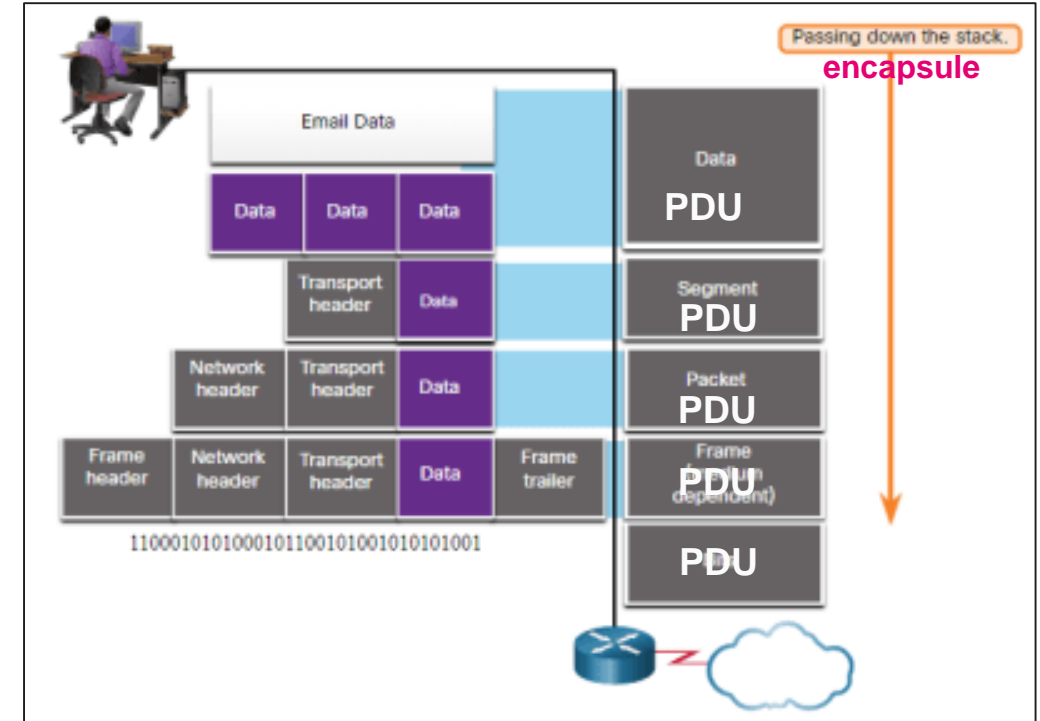 Passing down the stack.
encapsule
Email Data
Data
PDU
Data
Data
Data
Transport
header
Data
Segment
PDU
Network
header
Transport
header
Data
Packet
PDU
Frame
header
Network
header
Transport
header
Data
Frame
trailer
Frame
PDU
dependent)
1100010101000101100101001010101001
PDU